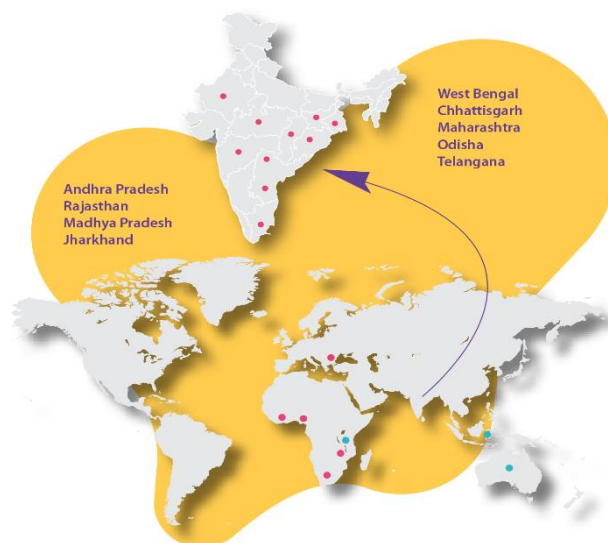 West Bengal
Chhattisgarh
Maharashtra
Odisha
Telangana
Andhra Pradesh
Rajasthan
Madhya Pradesh
Jharkhand